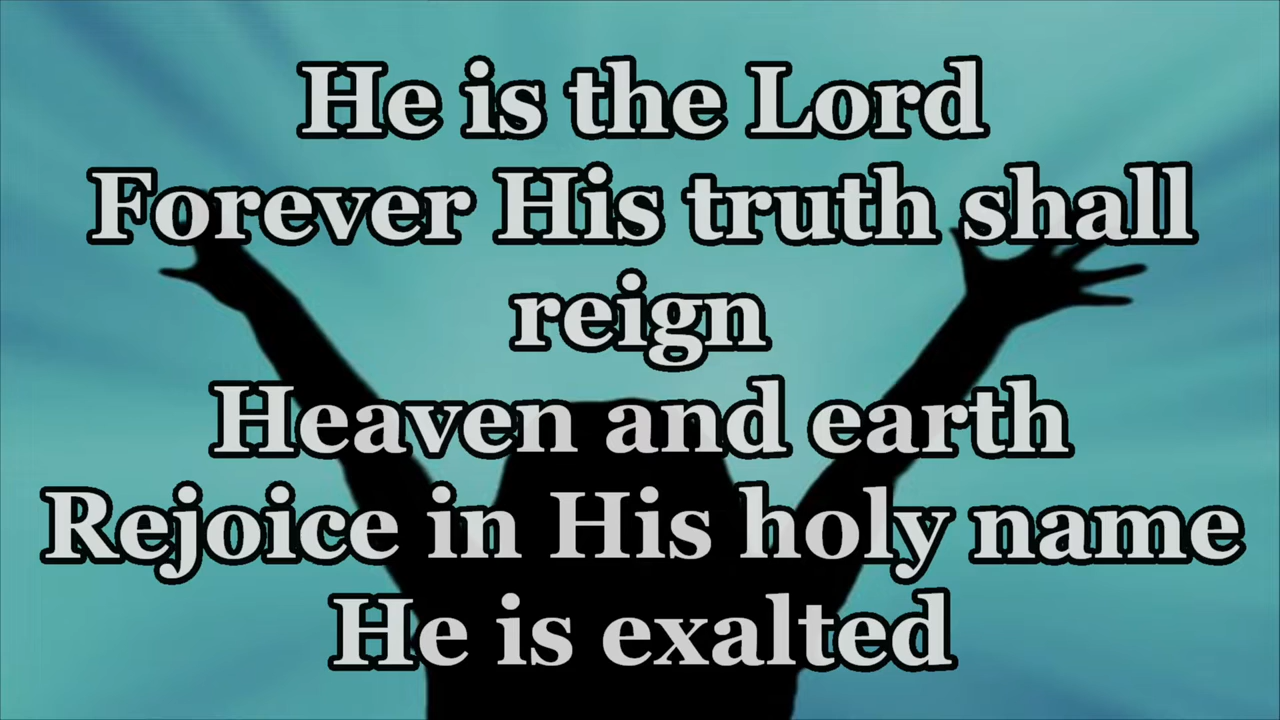 He is the Lord
Forever His truth shall
reign
Heaven and earth
Rejoice in His holy name
He is exalted